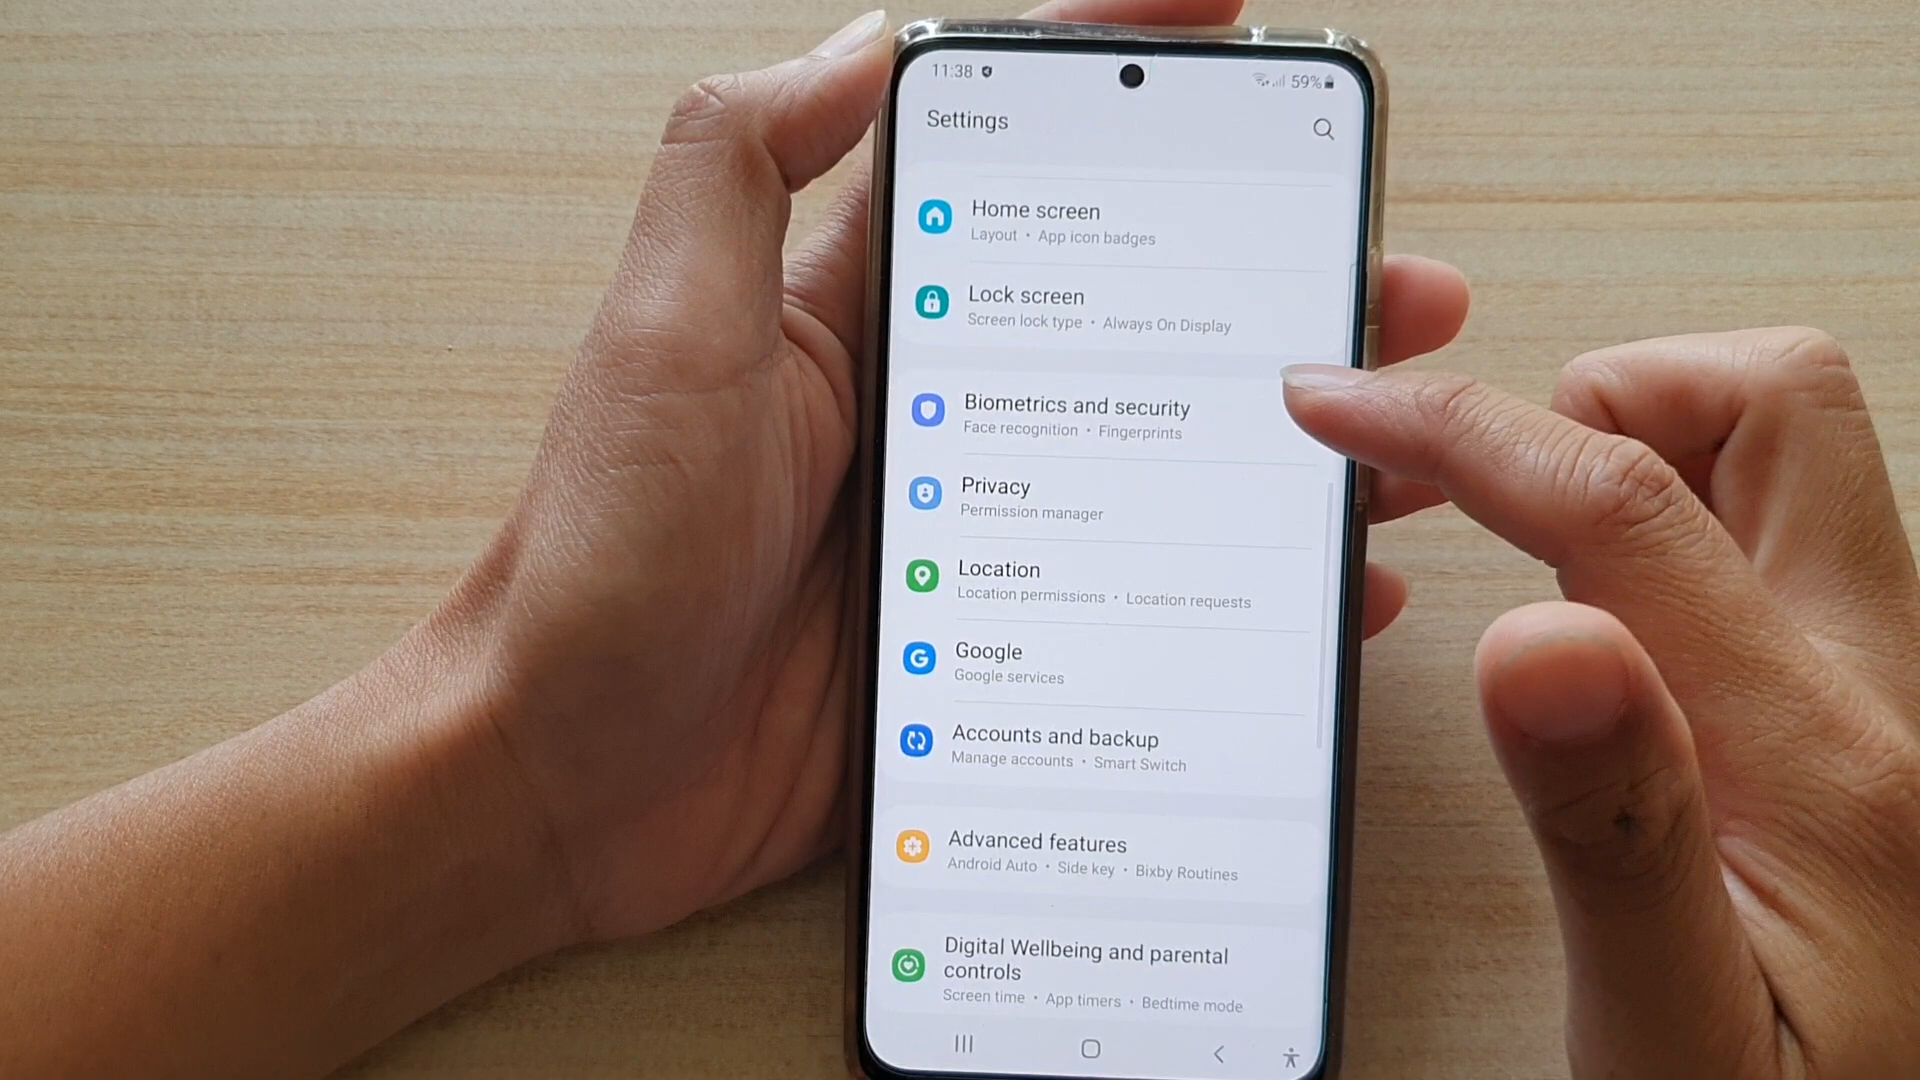 11:38
59%
Settings
Home screen
Layout • App icon badges
Lock screen
Screen lock type • Always On Display
Biometrics and security
Face recognition • Fingerprints
Privacy
Permission manager
Location
Location permissions • Location requests
Google
Google services
Accounts and backup
Manage accounts • Smart Switch
Advanced features
Android Auto • Side key • Bixby Routines
Digital Wellbeing and parental
controls
Screen time • App timers • Bedtime mode